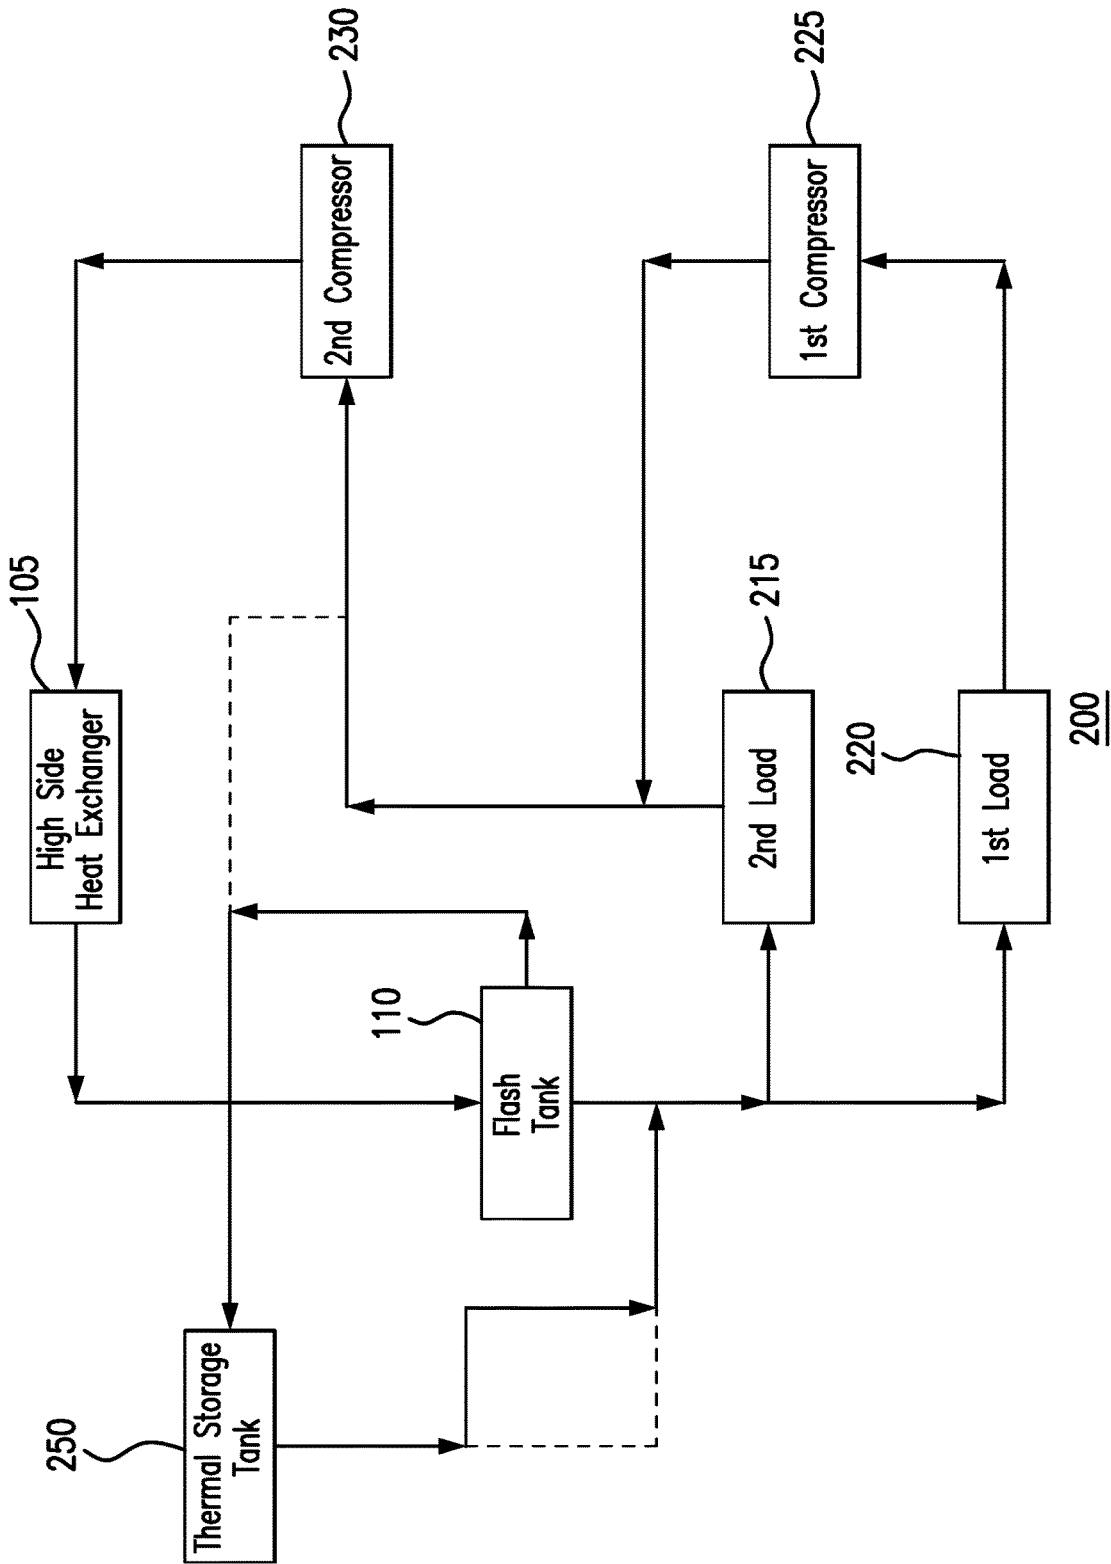 250
Thermal Storage
Tank
110
Flash
Tank
105
High Side
Heat Exchanger
215
2nd Load
220
1st Load
230
2nd Compressor
225
1st Compressor
200